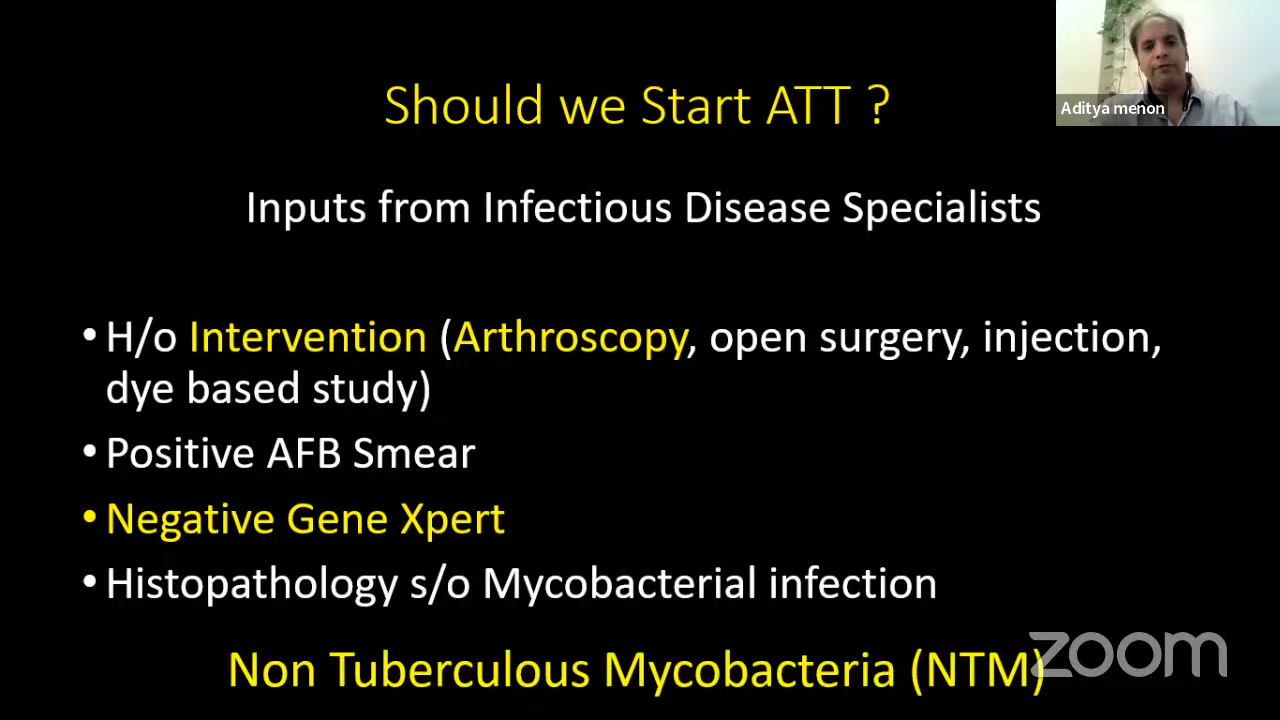 Should we Start ATT ?
Aditya menon
Inputs from Infectious Disease Specialists
• H/o Intervention (Arthroscopy, open surgery, injection,
dye based study)
• Positive AFB Smear
• Negative Gene Xpert
• Histopathology s/o Mycobacterial infection
Non Tuberculous Mycobacteria (NTM)
zoom